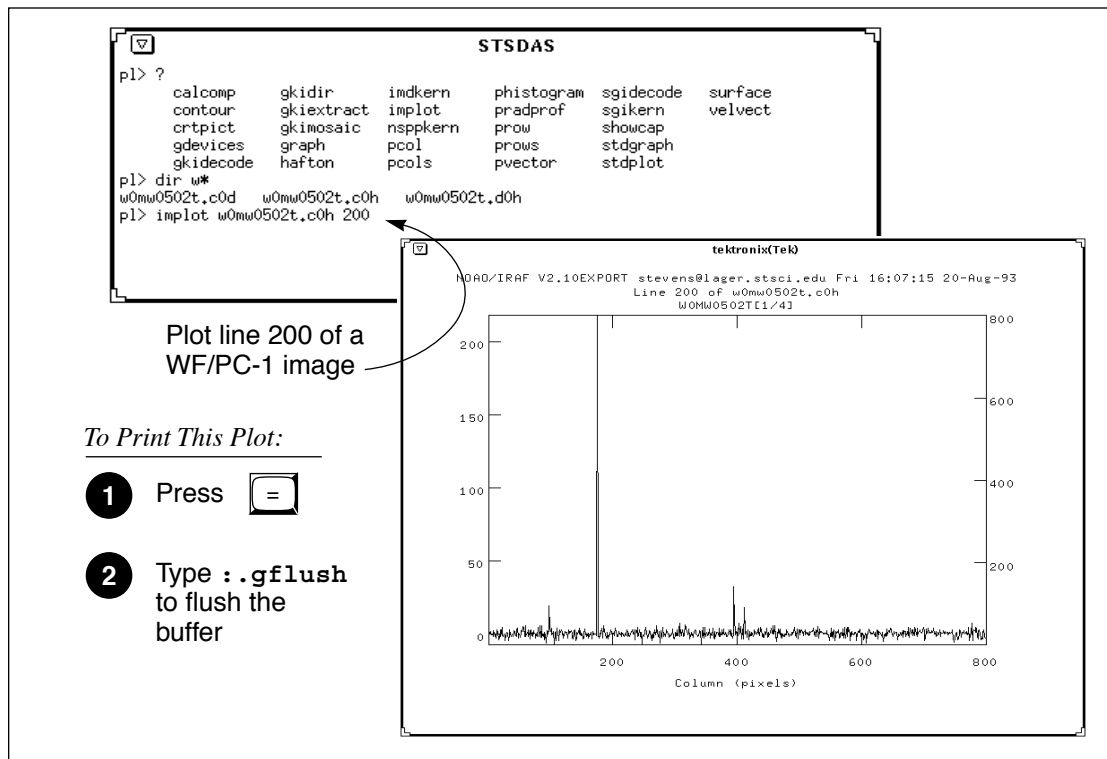 STSDAS
pl> ?
calcomp gkidir imdkern phistogram sgidecode surface
contour gkiextract implot pradprof sgikern velvect
crtpict gkimosaic nsppkern prow showcap
gdevices graph pcol prows stdgraph
gkidecode hafton pcols pvector stdplot
pl> dir w*
w0mw0502t.c0d w0mw0502t.c0h w0mw0502t.d0h
pl> implot w0mw0502t.c0h 200
Plot line 200 of a
WF/PC-1 image
To Print This Plot:
1 Press =
2 Type :.gflush
to flush the
buffer
tektronix(Tek)
NOAO/IRAF V2.10EXPORT stevens@lager.stsci.edu Fri 16:07:15 20-Aug-93
Line 200 of w0mw0502t.c0h
W0MW0502T[1/4]
200
150
100
50
0
800
600
400
200
200 400 600 800
Column (pixels)